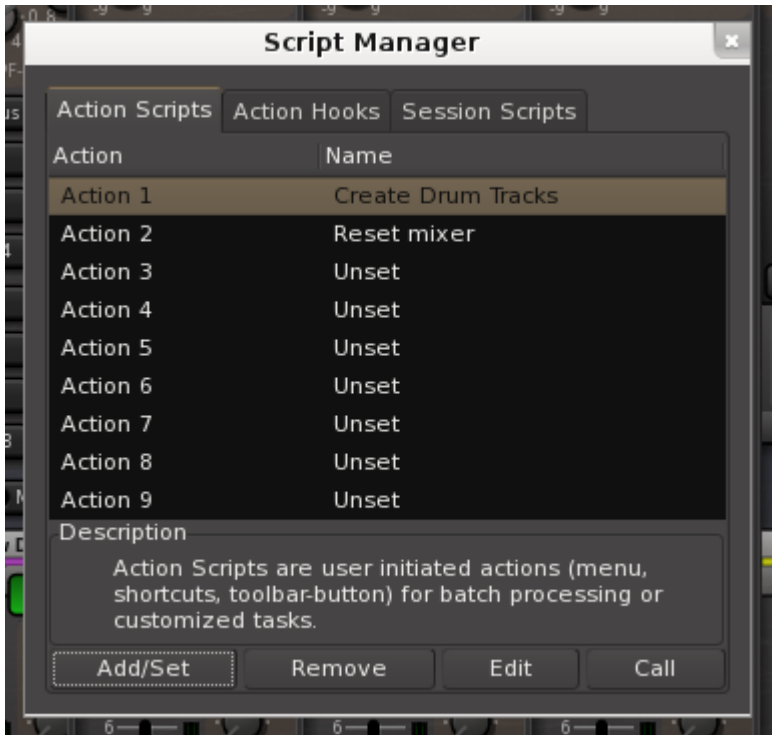 Script Manager
Action Scripts Action Hooks Session Scripts
Action Name
Action 1 Create Drum Tracks
Action 2 Reset mixer
Action 3 Unset
Action 4 Unset
Action 5 Unset
Action 6 Unset
Action 7 Unset
Action 8 Unset
Action 9 Unset
Description
Action Scripts are user initiated actions (menu,
shortcuts, toolbar-button) for batch processing or
customized tasks.
Add/Set Remove Edit Call
6 6 6